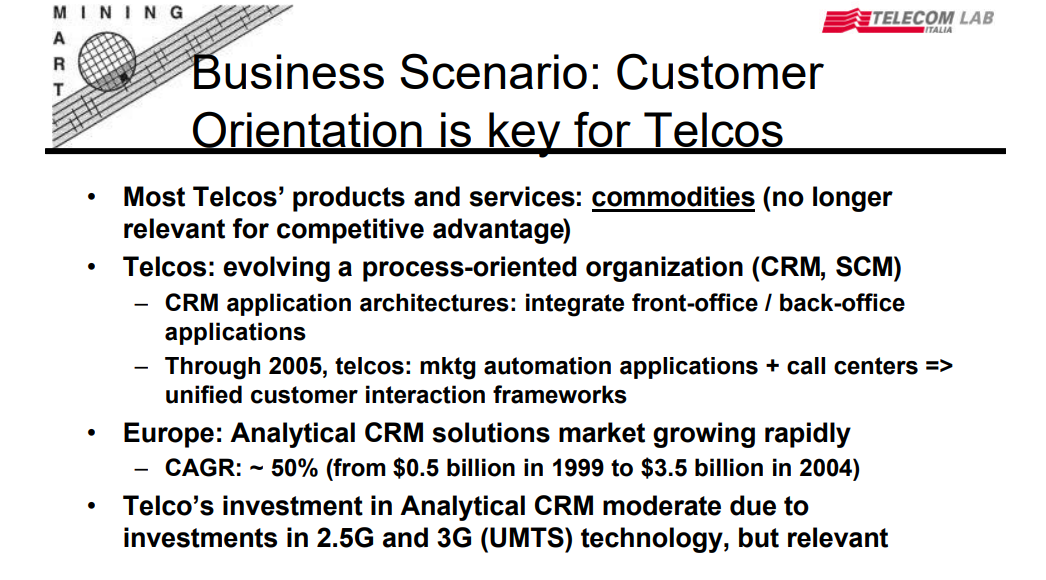 M I N I N G
A
R
T
TELECOM LAB
ITALIA
Business Scenario: Customer
Orientation is key for Telcos
• Most Telcos’ products and services: commodities (no longer
relevant for competitive advantage)
• Telcos: evolving a process-oriented organization (CRM, SCM)
– CRM application architectures: integrate front-office / back-office
applications
– Through 2005, telcos: mktg automation applications + call centers =>
unified customer interaction frameworks
• Europe: Analytical CRM solutions market growing rapidly
– CAGR: ~ 50% (from $0.5 billion in 1999 to $3.5 billion in 2004)
• Telco’s investment in Analytical CRM moderate due to
investments in 2.5G and 3G (UMTS) technology, but relevant